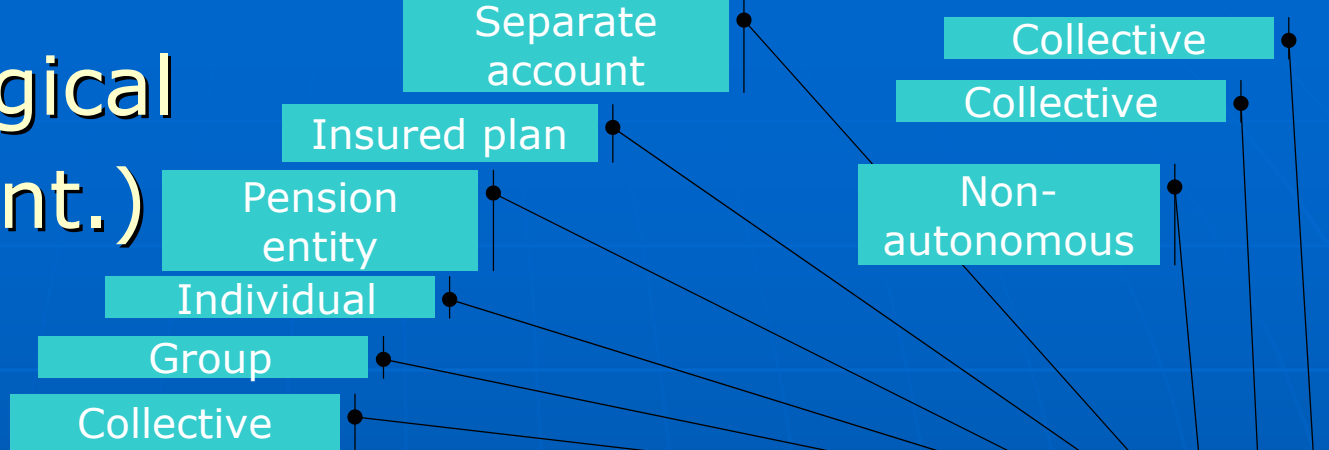 gical
nt.)
Separate
account
Insured plan
Pension
entity
Individual
Group
Collective
Collective
Collective
Non-
autonomous